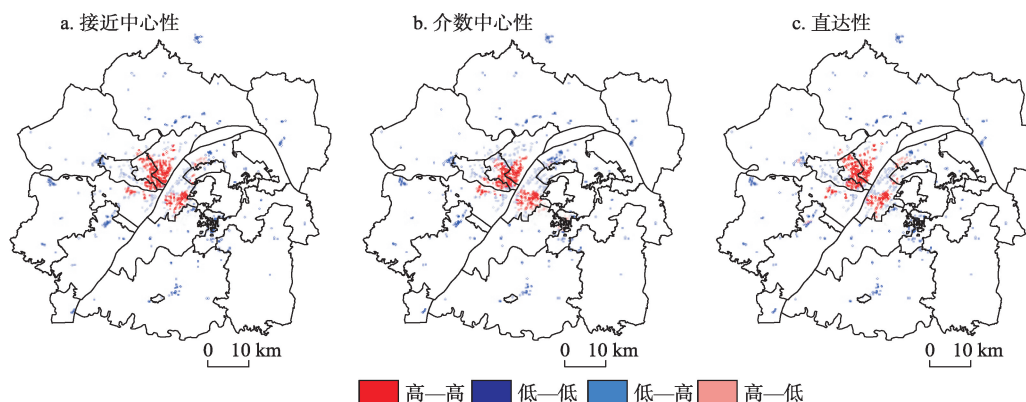 a. 接近中心性
b. 介数中心性
c. 直达性
0 10 km
0 10 km
0 10 km
高—高
低—低
低—高
高—低